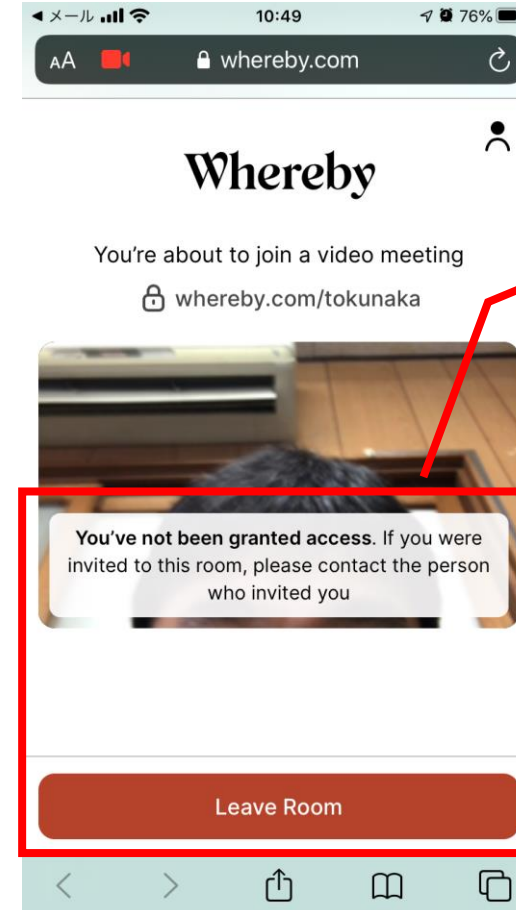 メール 10:49 76%
AA whereby.com
Whereby
You’re about to join a video meeting
whereby.com/tokunaka
You’ve not been granted access. If you were
invited to this room, please contact the person
who invited you
Leave Room